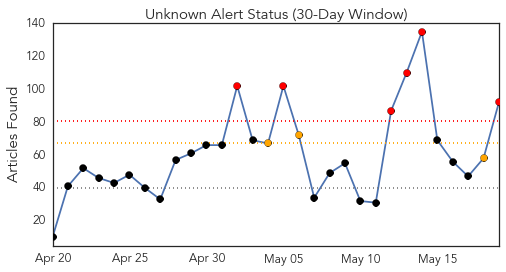 Unknown Alert Status (30-Day Window)
140
120
100
80
60
40
20
Articles Found
Apr 20
Apr 25
Apr 30
May 05
May 10
May 15